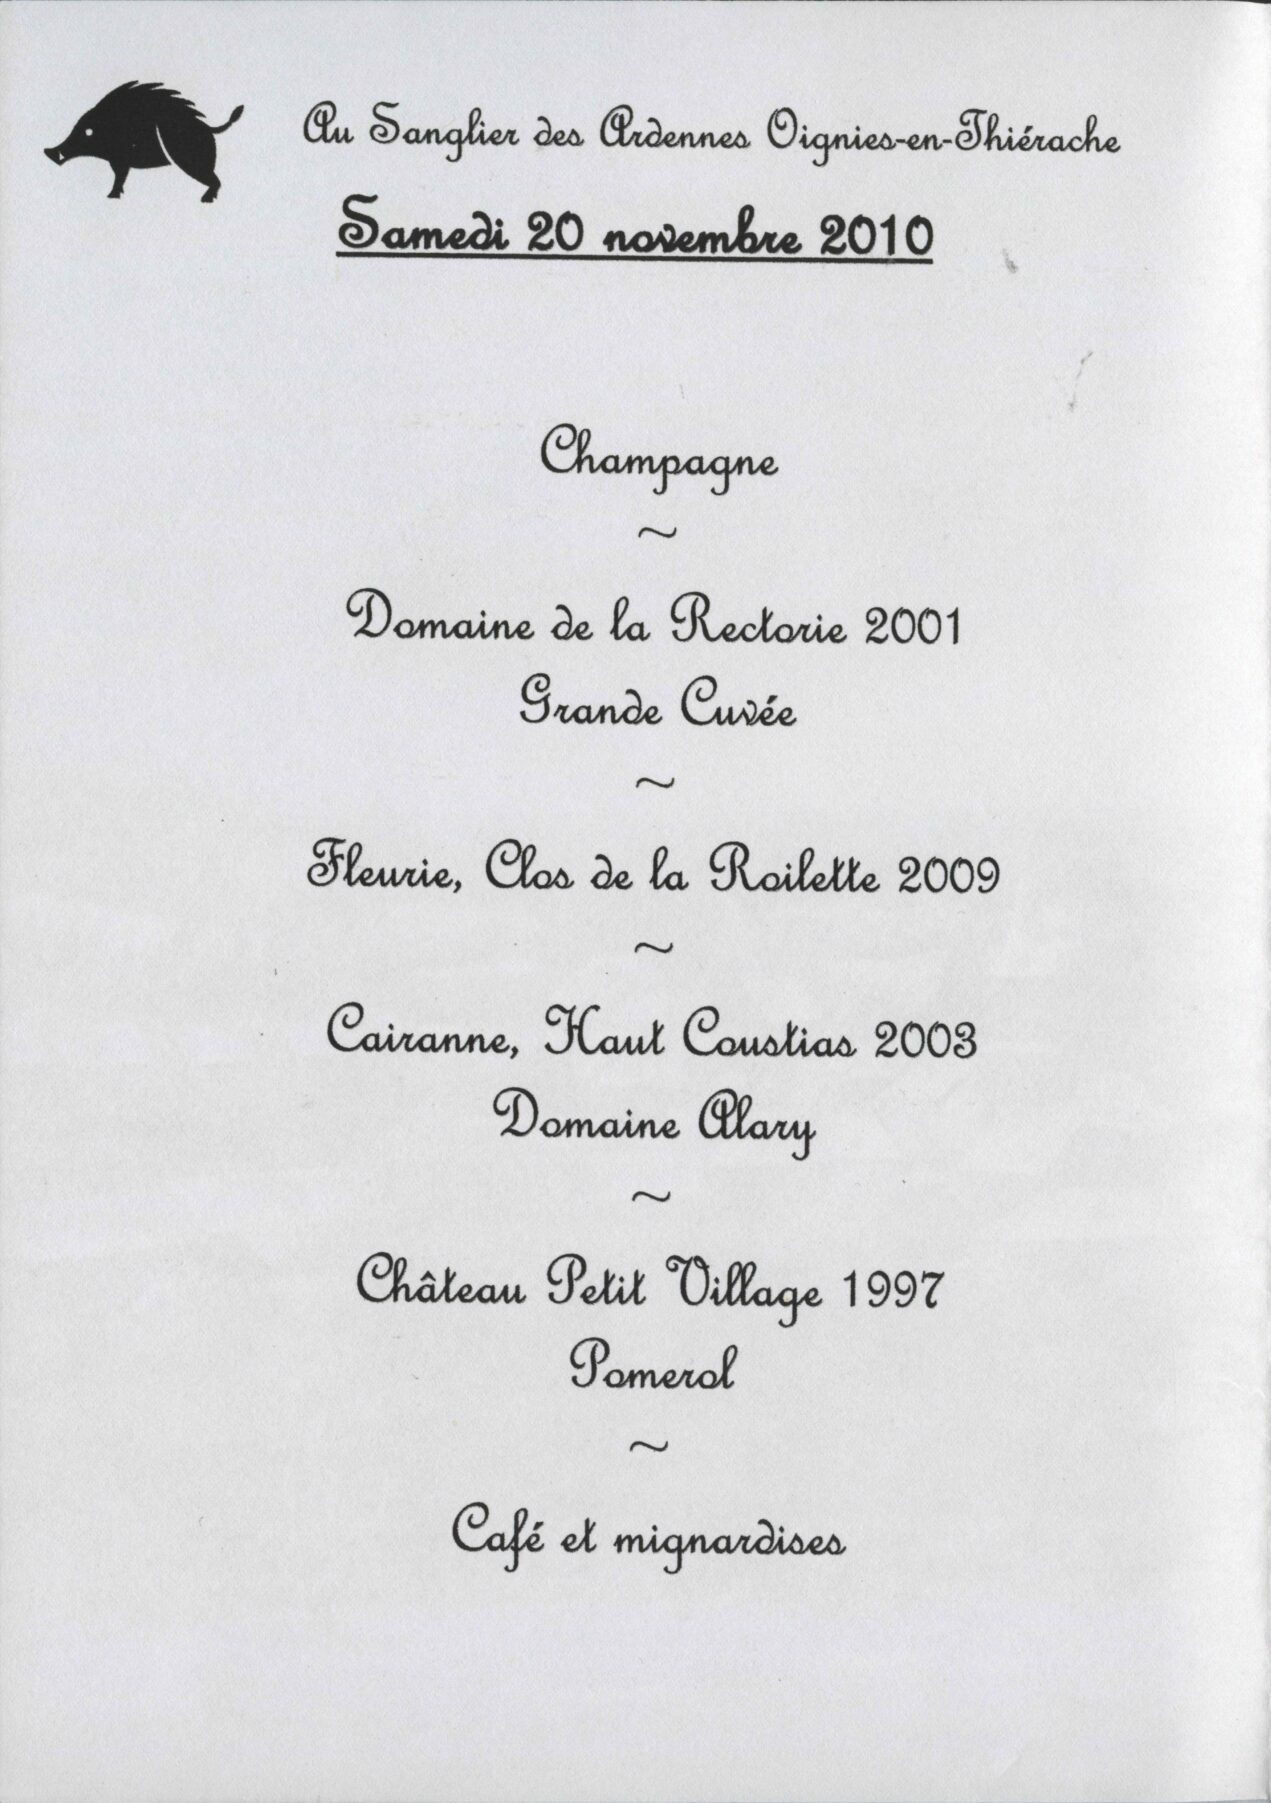 Au Sanglier des Ardennes Oignies-en-Thiérache
Samedi 20 novembre 2010
Champagne
~
Domaine de la Rectorie 2001
Grande Cuvée
~
Fleurie, Clos de la Roilette 2009
~
Cairanne, Haut Coustias 2003
Domaine Alary
~
Château Petit Village 1997
Pomerol
~
Café et mignardises